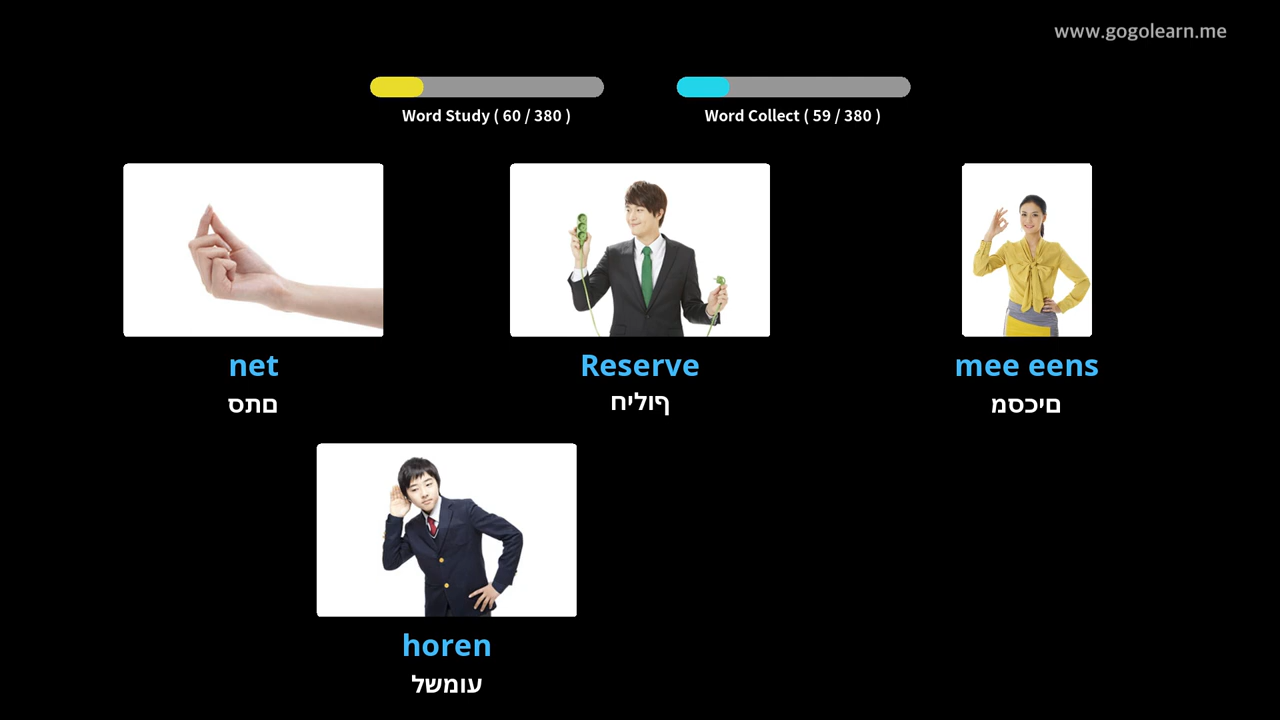 www.gogolearn.me
Word Study ( 60 / 380 )
Word Collect ( 59 / 380 )
net
םתס
Reserve
ףוליח
mee eens
םיכסמ
horen
עומשל